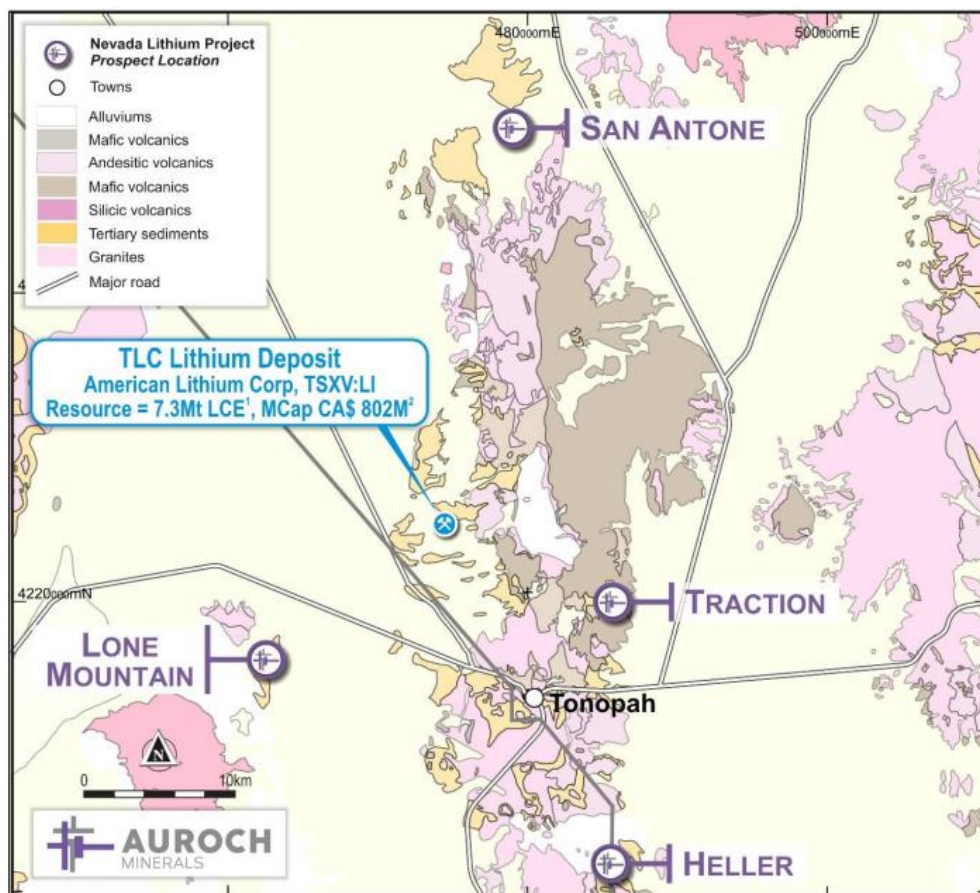 Nevada Lithium Project
Prospect Location
Towns
Alluviums
Mafic volcanics
Andesitic volcanics
Mafic volcanics
Silicic volcanics
Tertiary sediments
Granites
Major road
480000mE
500000mE
SAN ANTONE
TLC Lithium Deposit
American Lithium Corp, TSXV:LI
Resource = 7.3Mt LCE¹, MCap CA$ 802M²
4220000mN
TRACTION
LONE
MOUNTAIN
Tonopah
N
0 10km
AUROCH
MINERALS
HELLER